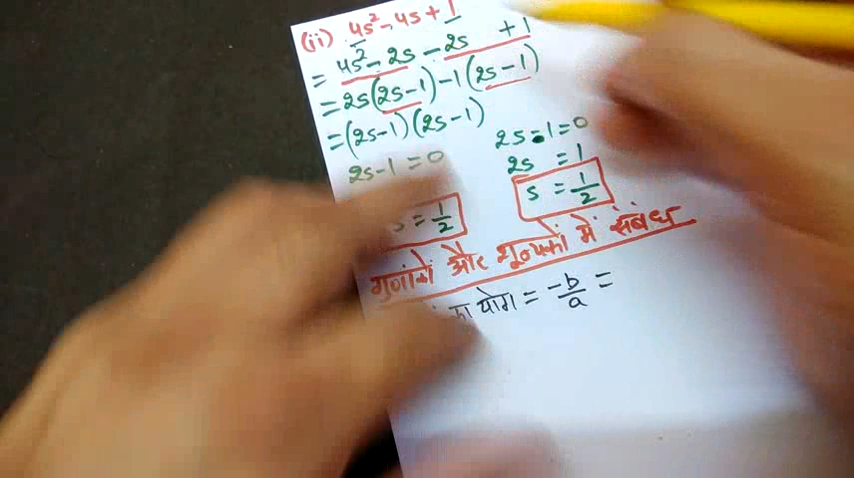 (ii) 4s² - 4s + 1
= 4s² - 2s - 2s + 1
= 2s(2s-1) -1(2s-1)
= (2s-1)(2s-1)
2s-1 = 0
= 1/2
2s-1=0
2s = 1
s = 1/2
गुणांकों और शून्यकों में संबंध
का योग = -b/a =